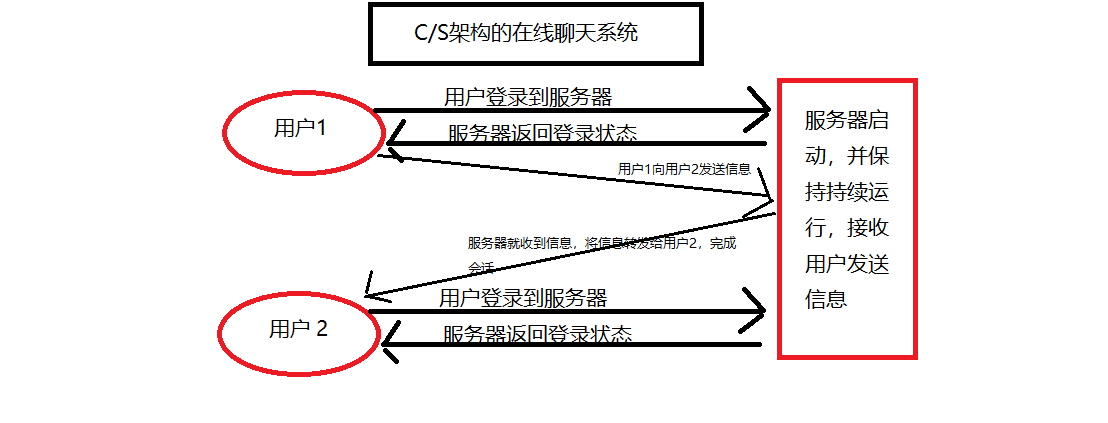 C/S架构的在线聊天系统
用户登录到服务器
用户1
服务器返回登录状态
用户1向用户2发送信息
服务器启
动，并保
持持续运
行，接收
用户发送
信息
服务器就收到信息，将信息转发给用户2，完成
会话
用户登录到服务器
用户 2
服务器返回登录状态